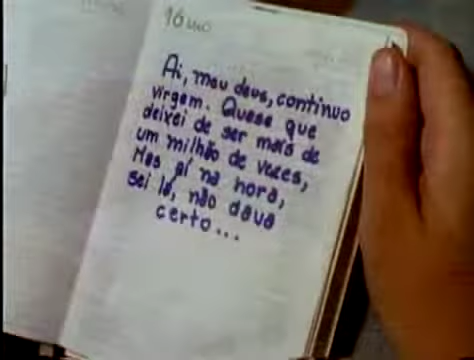 16
Ai, meu deus, continuo
virgem. Quase que
deixei de ser mais de
um milhão de vezes,
Mas aí na hora,
sei lá, não dava
certo...